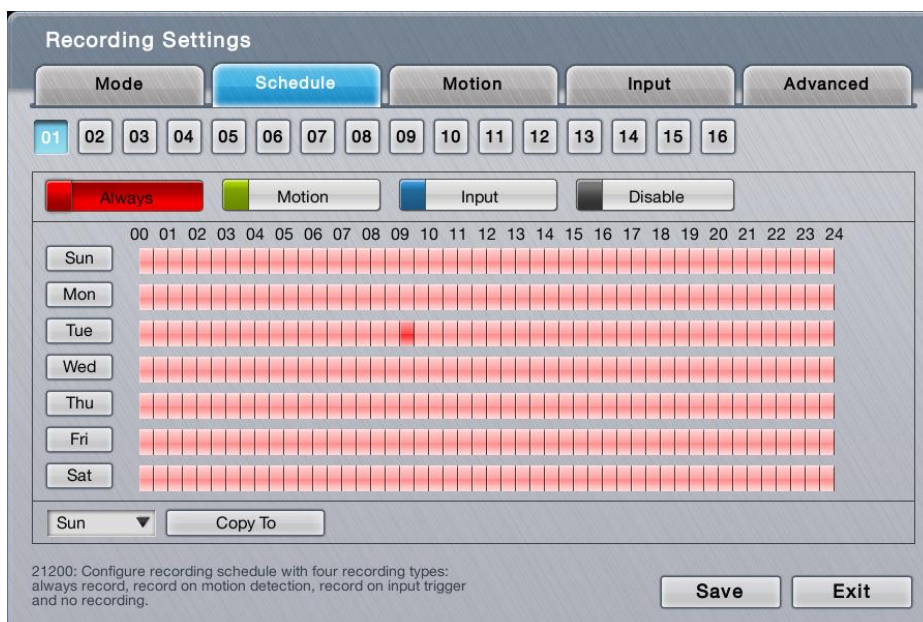 Recording Settings
Mode Schedule Motion Input Advanced
01 02 03 04 05 06 07 08 09 10 11 12 13 14 15 16
Always Motion Input Disable
00 01 02 03 04 05 06 07 08 09 10 11 12 13 14 15 16 17 18 19 20 21 22 23 24
Sun
Mon
Tue
Wed
Thu
Fri
Sat
Sun Copy To
21200: Configure recording schedule with four recording types:
always record, record on motion detection, record on input trigger
and no recording.
Save Exit